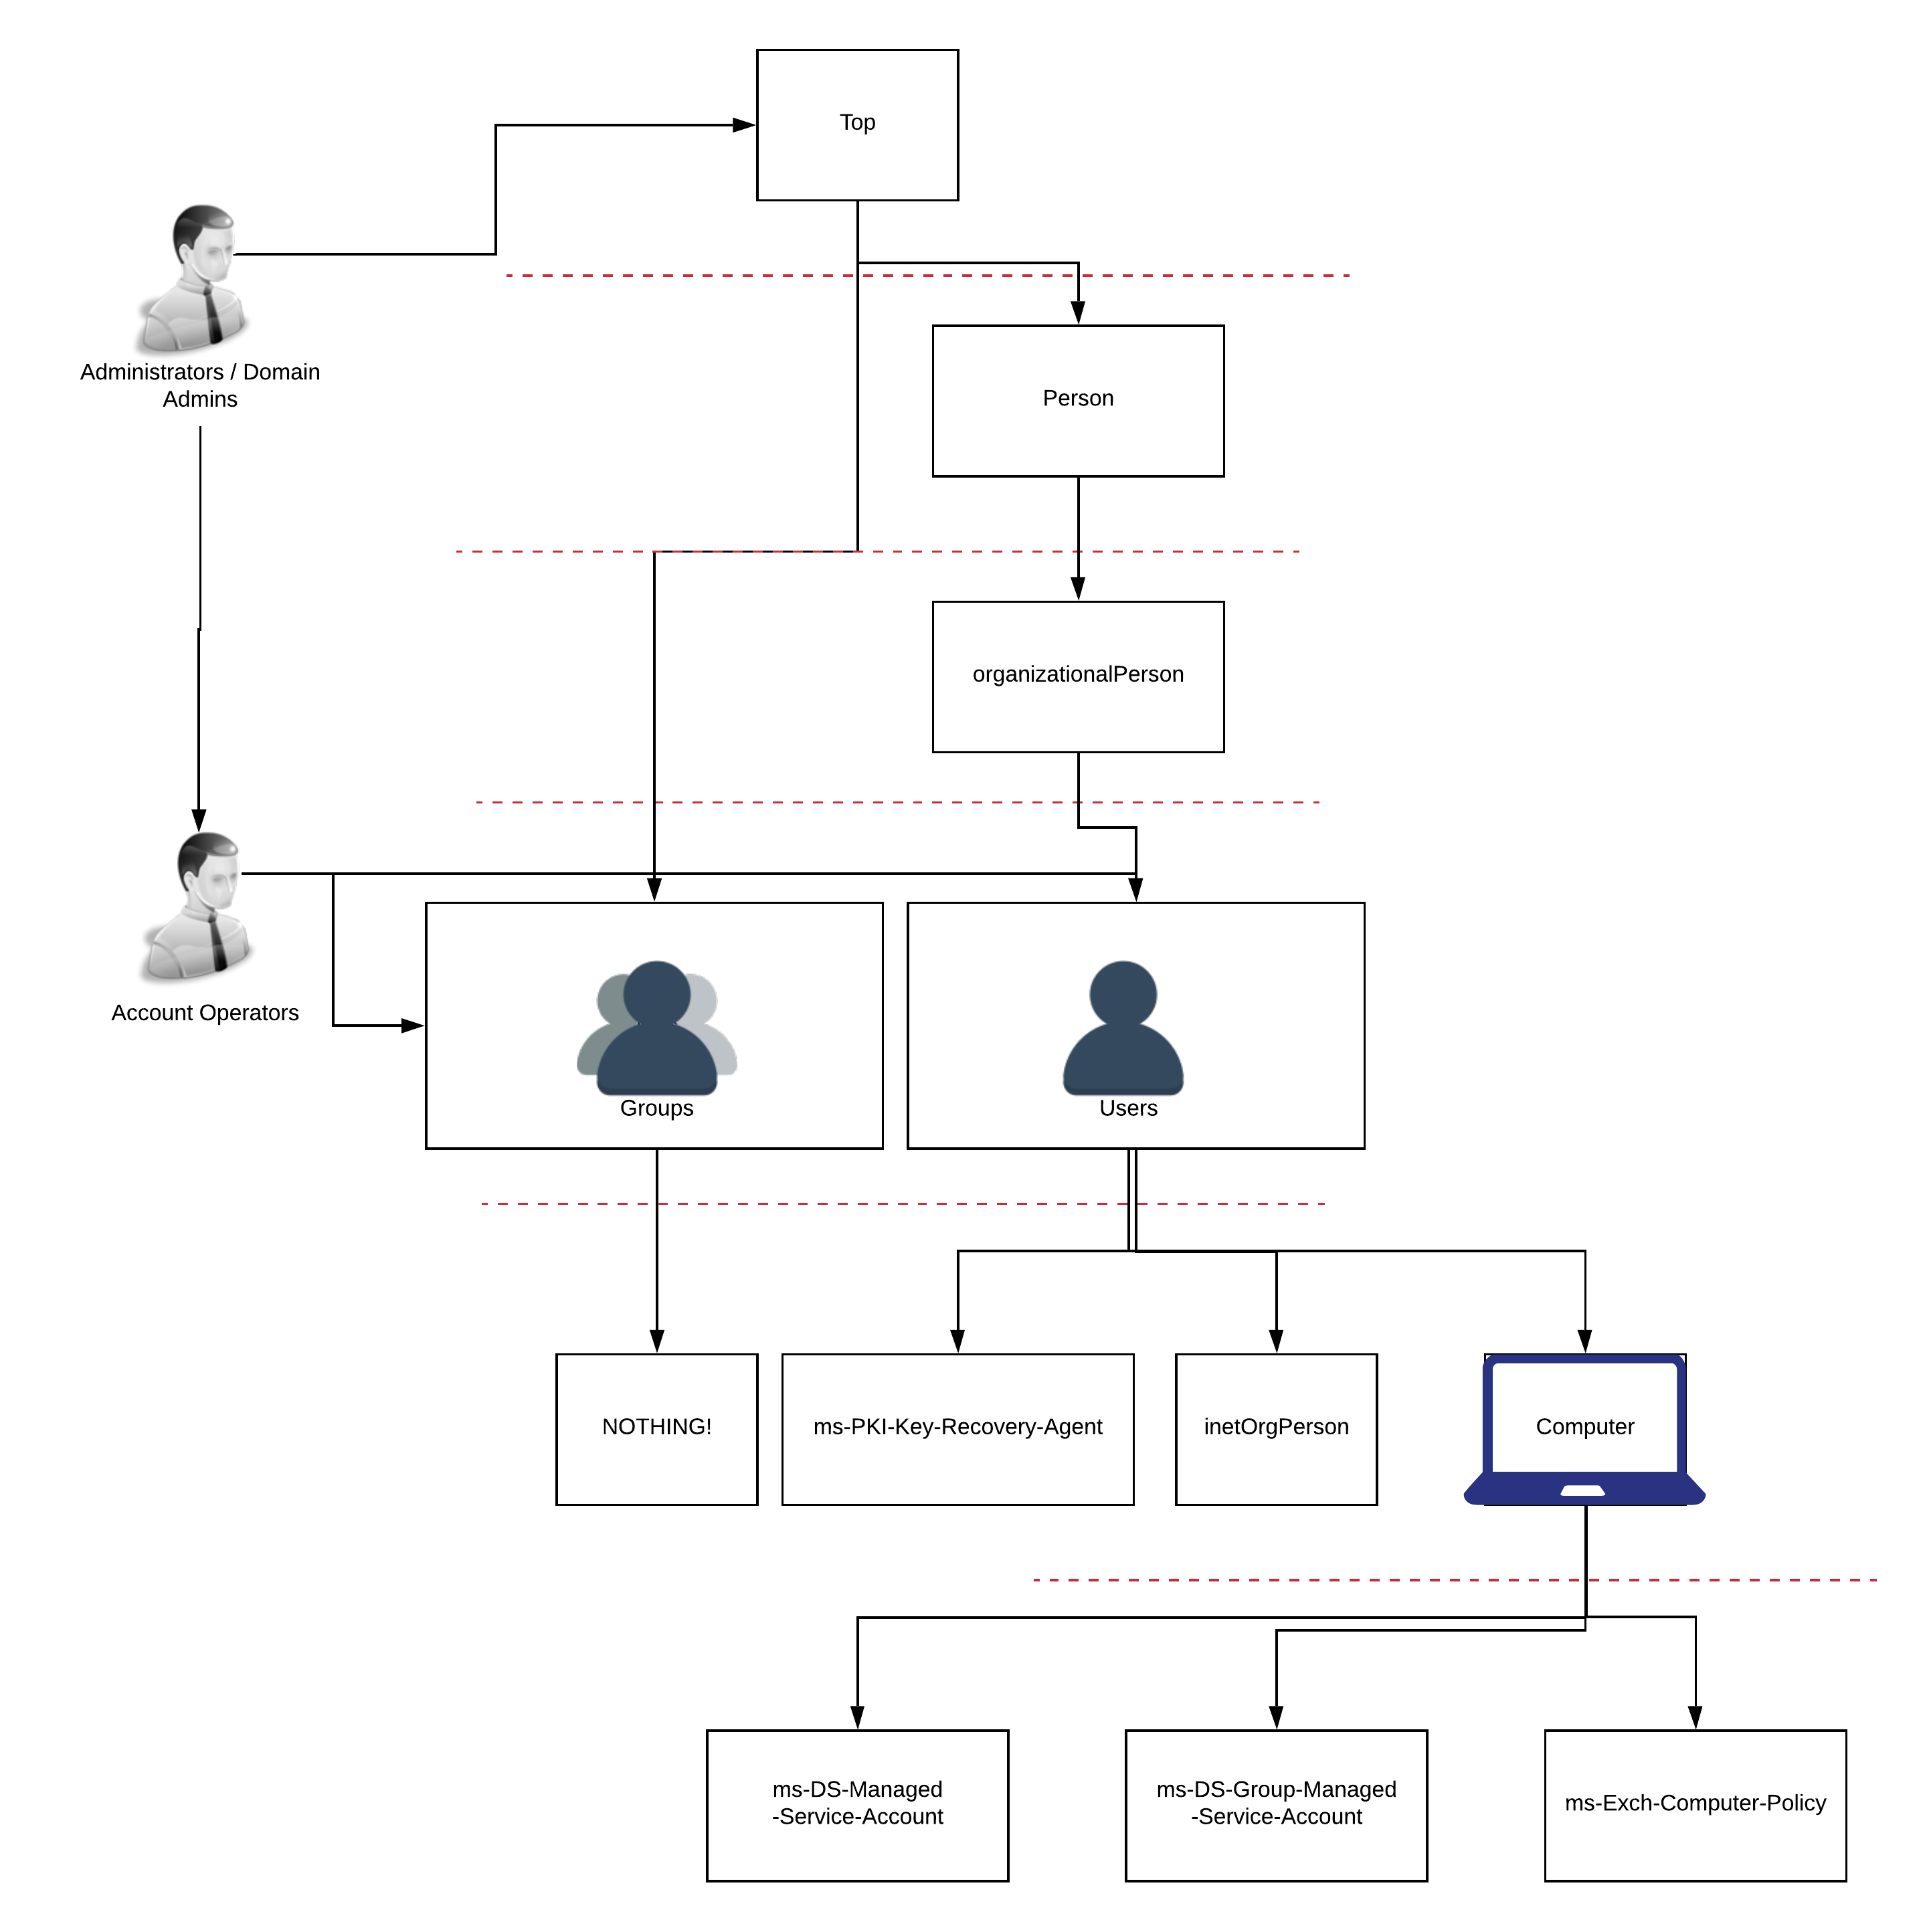 Top
Administrators / Domain
Admins
Person
organizationalPerson
Account Operators
Groups
Users
NOTHING!
ms-PKI-Key-Recovery-Agent
inetOrgPerson
Computer
ms-DS-Managed
-Service-Account
ms-DS-Group-Managed
-Service-Account
ms-Exch-Computer-Policy